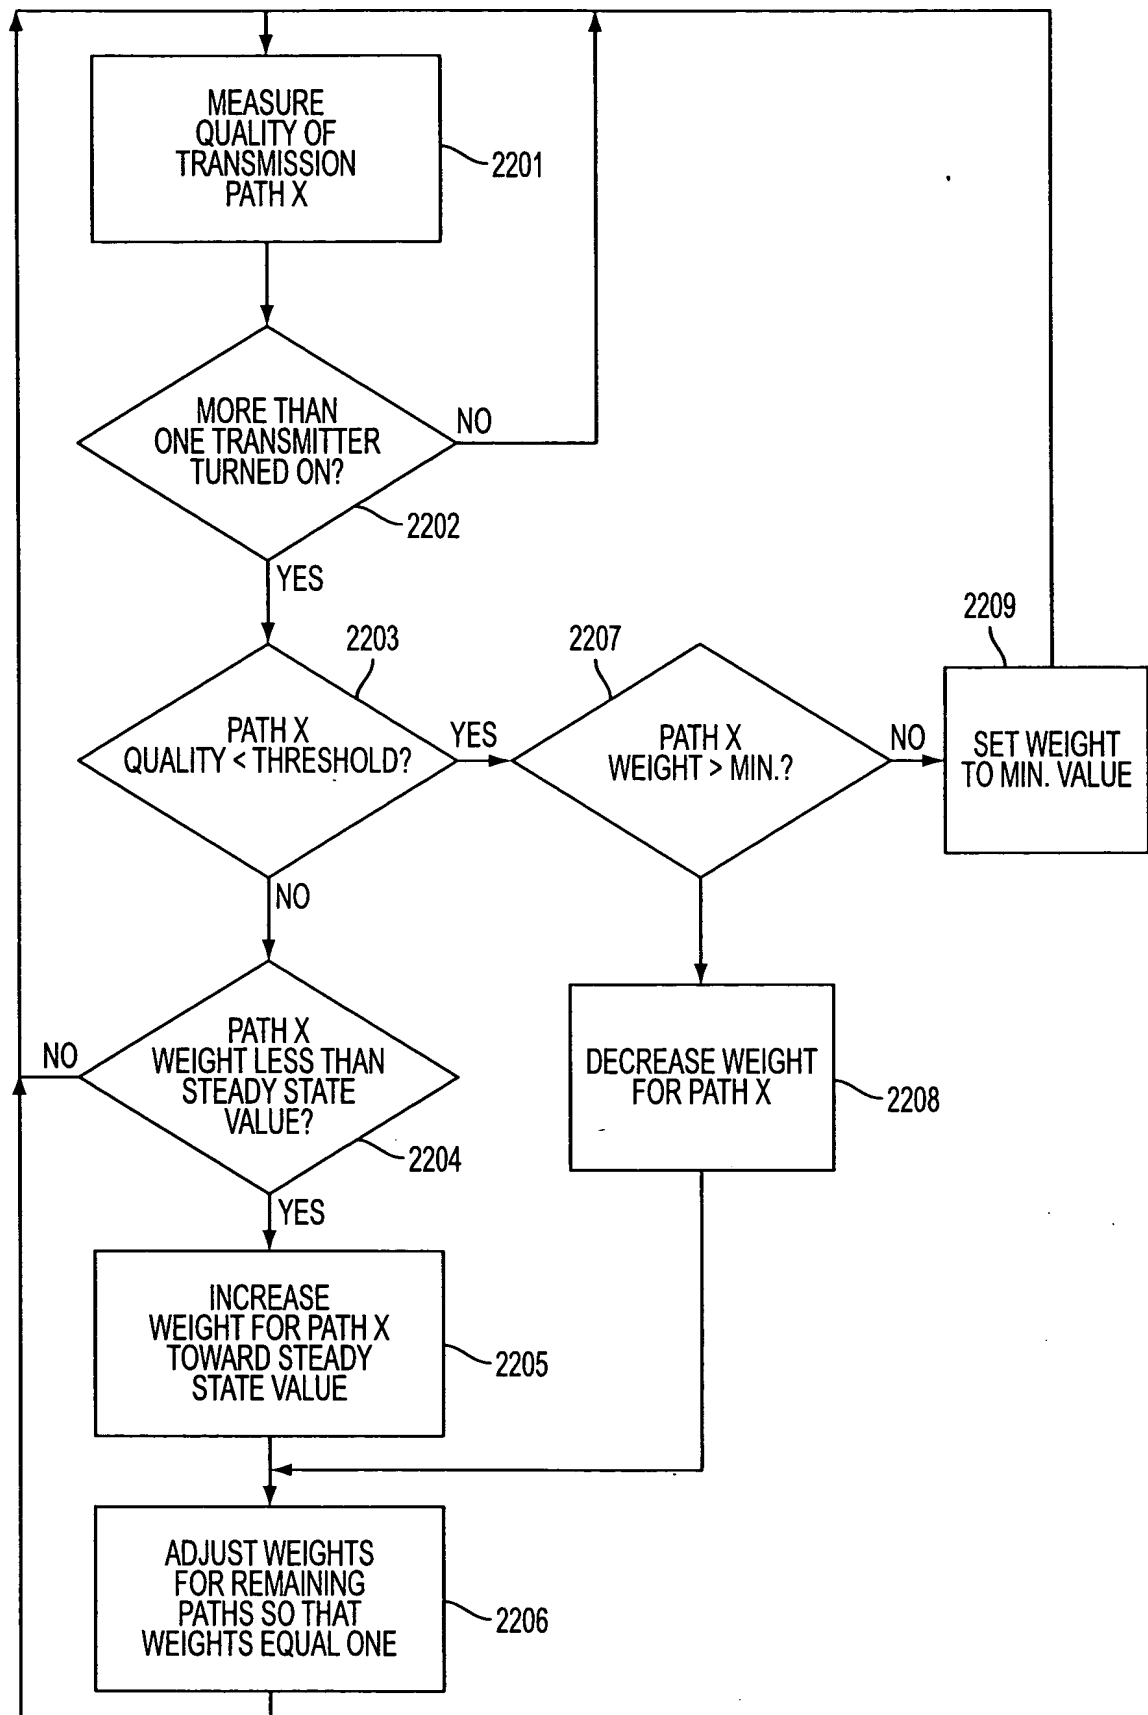 MEASURE
QUALITY OF
TRANSMISSION
PATH X
2201
MORE THAN
ONE TRANSMITTER
TURNED ON?
NO
2202
YES
2203
PATH X
QUALITY < THRESHOLD?
YES
2207
PATH X
WEIGHT > MIN.?
NO
2209
SET WEIGHT
TO MIN. VALUE
NO
PATH X
WEIGHT LESS THAN
STEADY STATE
VALUE?
NO
2204
YES
DECREASE WEIGHT
FOR PATH X
2208
INCREASE
WEIGHT FOR PATH X
TOWARD STEADY
STATE VALUE
2205
ADJUST WEIGHTS
FOR REMAINING
PATHS SO THAT
WEIGHTS EQUAL ONE
2206